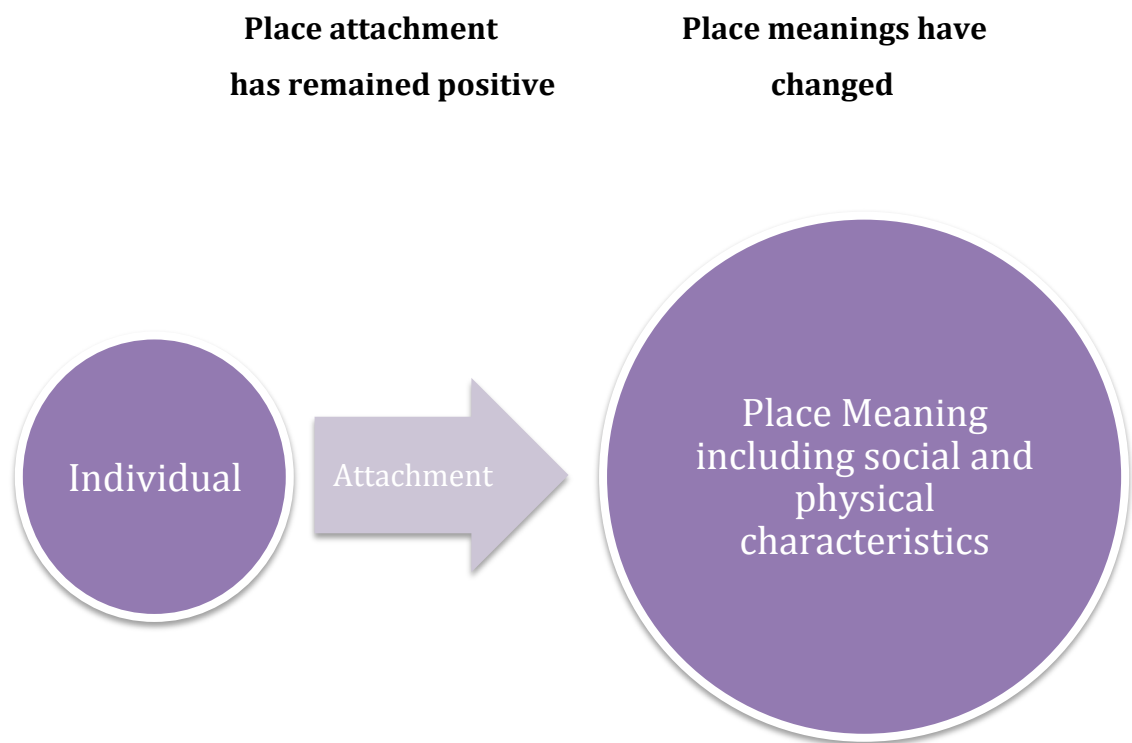 Place attachment
has remained positive
Place meanings have
changed
Individual
Attachment
Place Meaning
including social and
physical
characteristics